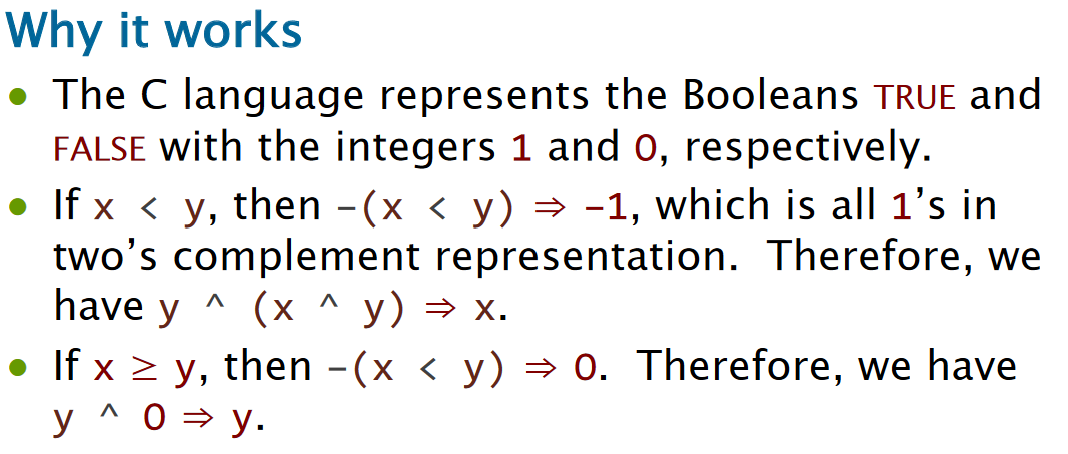 Why it works
● The C language represents the Booleans TRUE and
FALSE with the integers 1 and 0, respectively.
● If x < y, then -(x < y) ⇒ -1, which is all 1’s in
two’s complement representation. Therefore, we
have y ^ (x ^ y) ⇒ x.
● If x ≥ y, then -(x < y) ⇒ 0. Therefore, we have
y ^ 0 ⇒ y.